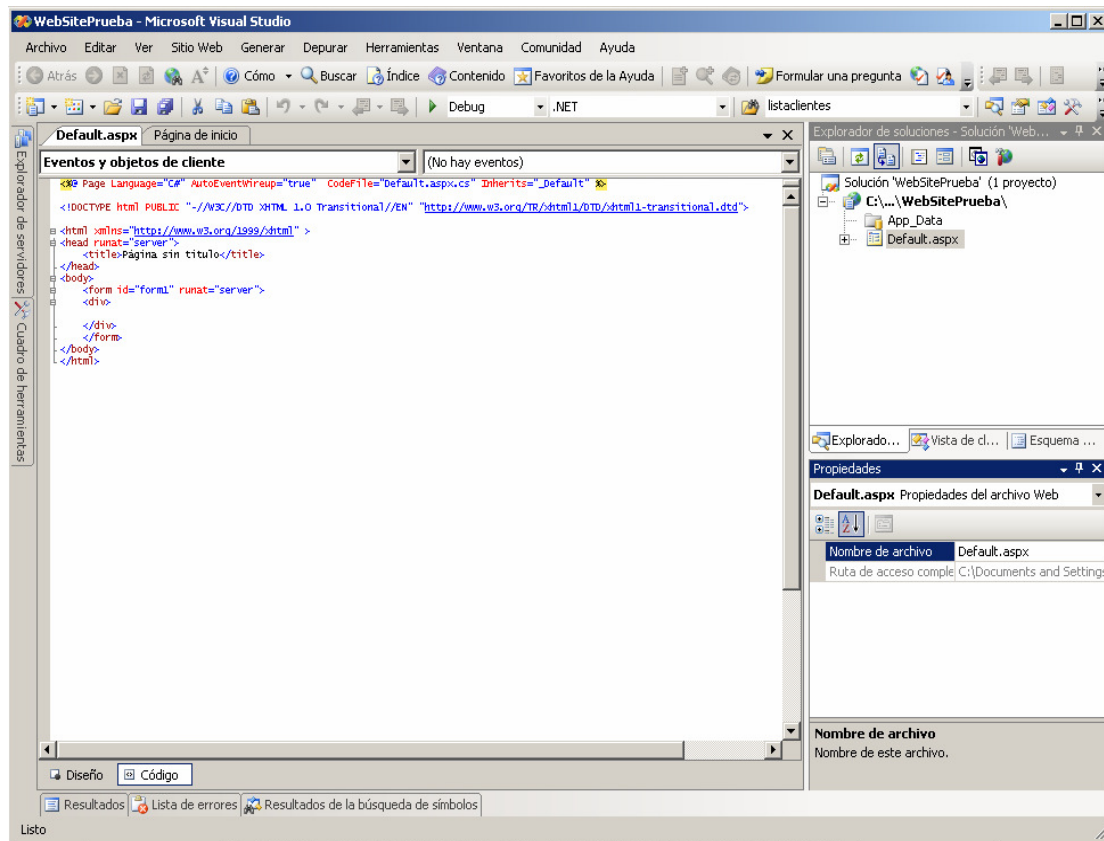 WebSitePrueba - Microsoft Visual Studio
Archivo Editar Ver Sitio Web Generar Depurar Herramientas Ventana Comunidad Ayuda
Atrás Cómo Buscar Índice Contenido Favoritos de la Ayuda Formular una pregunta
Debug .NET listaclientes
Explorador de servidores
Cuadro de herramientas
Default.aspx Página de inicio
Eventos y objetos de cliente (No hay eventos)
<%@ Page Language="C#" AutoEventWireup="true" CodeFile="Default.aspx.cs" Inherits="_Default" %>
<!DOCTYPE html PUBLIC "-//W3C//DTD XHTML 1.0 Transitional//EN" "http://www.w3.org/TR/xhtml1/DTD/xhtml1-transitional.dtd">
<html xmlns="http://www.w3.org/1999/xhtml" >
<head runat="server">
<title>Página sin título</title>
</head>
<body>
<form id="form1" runat="server">
<div>
</div>
</form>
</body>
</html>
Diseño Código
Explorador de soluciones - Solución 'Web...
Solución 'WebSitePrueba' (1 proyecto)
C:\...\WebSitePrueba\
App_Data
Default.aspx
Explorado... Vista de cl... Esquema ...
Propiedades
Default.aspx Propiedades del archivo Web
Nombre de archivo Default.aspx
Ruta de acceso comple C:\Documents and Settings
Nombre de archivo
Nombre de este archivo.
Resultados Lista de errores Resultados de la búsqueda de símbolos
Listo